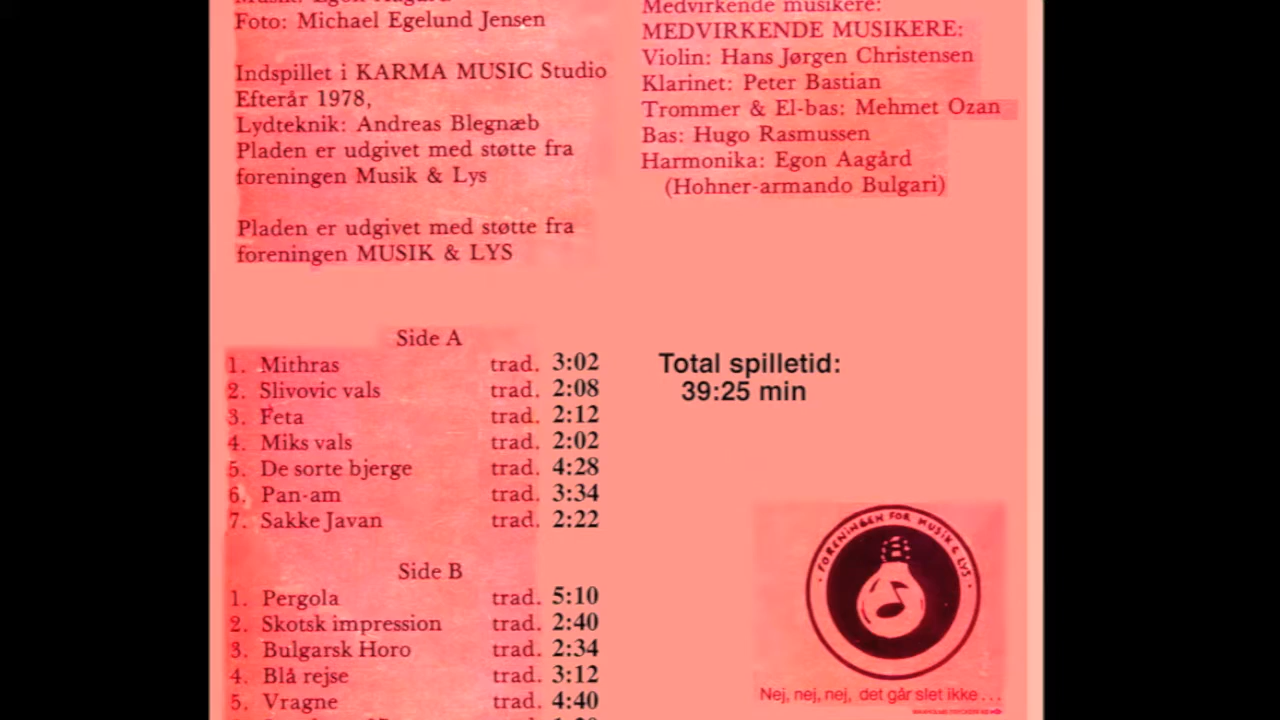 Foto: Michael Egelund Jensen
Indspillet i KARMA MUSIC Studio
Efterår 1978,
Lydteknik: Andreas Blegnæb
Pladen er udgivet med støtte fra
foreningen Musik & Lys
Pladen er udgivet med støtte fra
foreningen MUSIK & LYS
Medvirkende musikere:
MEDVIRKENDE MUSIKERE:
Violin: Hans Jørgen Christensen
Klarinet: Peter Bastian
Trommer & El-bas: Mehmet Ozan
Bas: Hugo Rasmussen
Harmonika: Egon Aagård
(Hohner-armando Bulgari)
Side A
1. Mithras trad. 3:02
2. Slivovic vals trad. 2:08
3. Feta trad. 2:12
4. Miks vals trad. 2:02
5. De sorte bjerge trad. 4:28
6. Pan-am trad. 3:34
7. Sakke Javan trad. 2:22
Side B
1. Pergola trad. 5:10
2. Skotsk impression trad. 2:40
3. Bulgarsk Horo trad. 2:34
4. Blå rejse trad. 3:12
5. Vragne trad. 4:40
Total spilletid:
39:25 min
FORENINGEN FOR MUSIK & LYS
Nej, nej, nej, det går slet ikke...